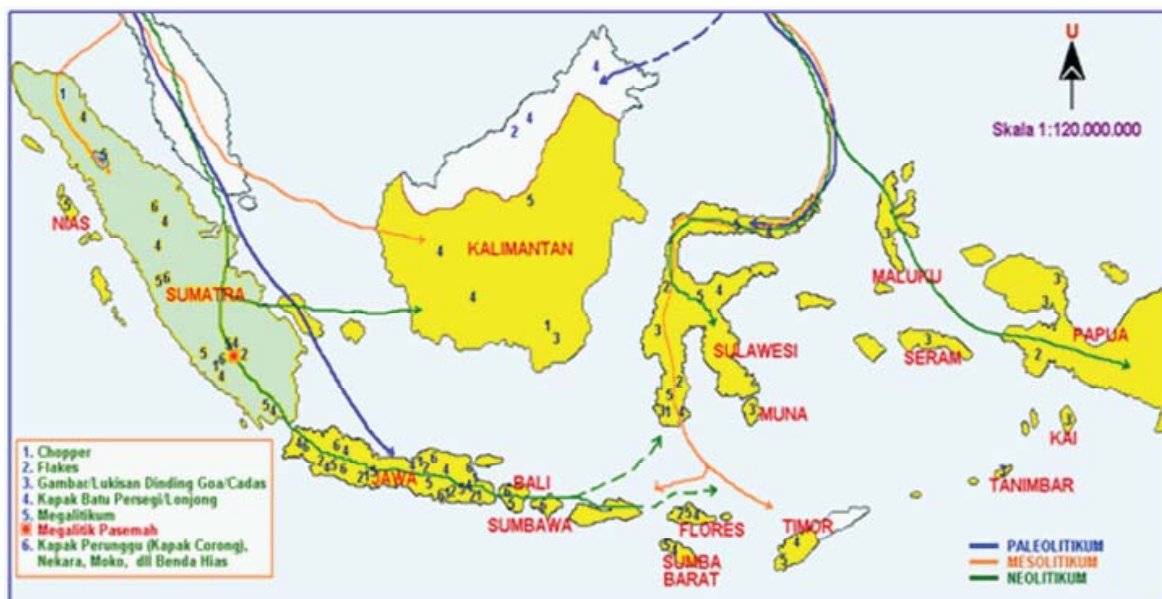 U
Skala 1:120.000.000
NIAS
SUMATRA
KALIMANTAN
SULAWESI
MUNA
MALUKU
SERAM
PAPUA
KAI
TANIMBAR
JAWA
BALI
SUMBAWA
FLORES
SUMBA
BARAT
TIMOR
1. Chopper
2. Flakes
3. Gambar/Lukisan Dinding Goa/Cadas
4. Kapak Batu Persegi/Lonjong
5. Megalitikum
Megalitik Pasemah
6. Kapak Perunggu (Kapak Corong),
Nekara, Moko, dll Benda Hias
PALEOLITIKUM
MESOLITIKUM
NEOLITIKUM